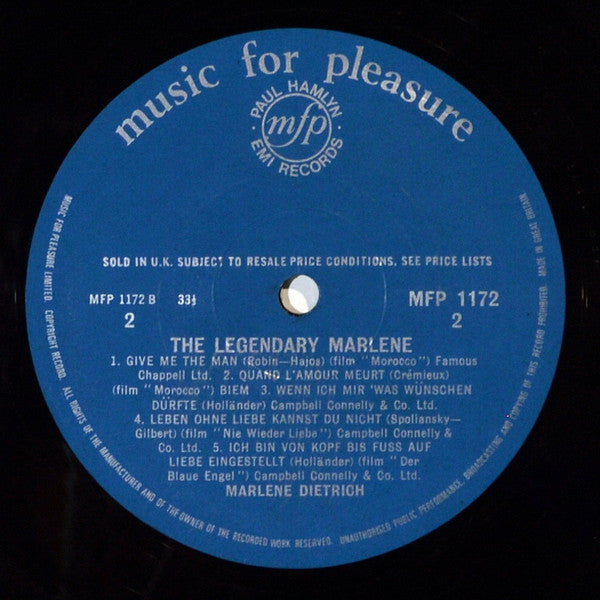 music for pleasure
PAUL HAMLYN
mfp
EMI RECORDS
SOLD IN U.K. SUBJECT TO RESALE PRICE CONDITIONS, SEE PRICE LISTS
MFP 1172 B 33⅓ MFP 1172
2 2
THE LEGENDARY MARLENE
1. GIVE ME THE MAN (Robin—Hajos) (film "Morocco") Famous
Chappell Ltd. 2. QUAND L'AMOUR MEURT (Crémieux)
(film "Morocco") BIEM 3. WENN ICH MIR 'WAS WÜNSCHEN
DÜRFTE (Holländer) Campbell Connelly & Co. Ltd.
4. LEBEN OHNE LIEBE KANNST DU NICHT (Spoliansky—
Gilbert) (film "Nie Wieder Liebe") Campbell Connelly &
Co. Ltd. 5. ICH BIN VON KOPF BIS FUSS AUF
LIEBE EINGESTELLT (Holländer) (film "Der
Blaue Engel") Campbell Connelly & Co. Ltd.
MARLENE DIETRICH
MUSIC FOR PLEASURE LIMITED. COPYRIGHT RECORD. ALL RIGHTS OF THE MANUFACTURER AND OF THE OWNER OF THE RECORDED WORK RESERVED. UNAUTHORISED PUBLIC PERFORMANCE, BROADCASTING AND COPYING OF THIS RECORD PROHIBITED. MADE IN GREAT BRITAIN.